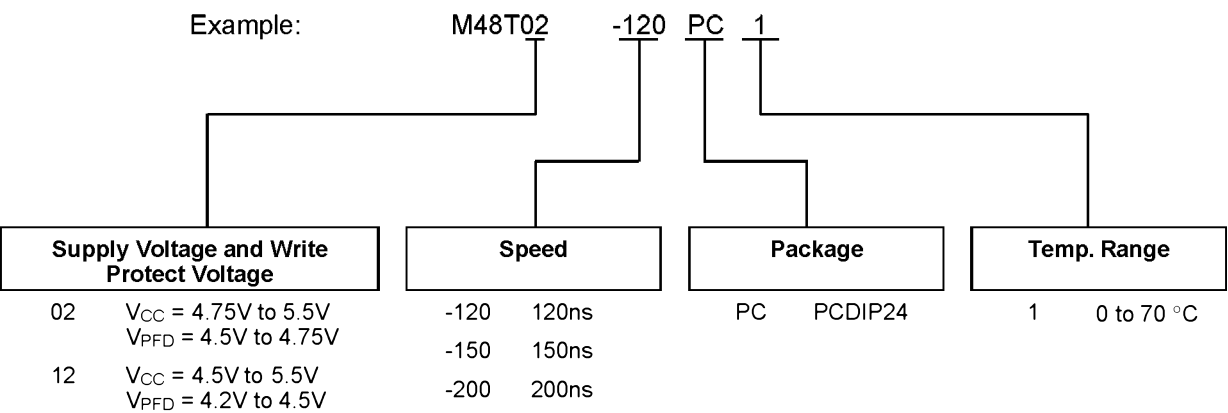 Example: M48T02 -120 PC 1
Supply Voltage and Write
Protect Voltage
02 VCC = 4.75V to 5.5V
VPFD = 4.5V to 4.75V
12 VCC = 4.5V to 5.5V
VPFD = 4.2V to 4.5V
Speed
-120 120ns
-150 150ns
-200 200ns
Package
PC PCDIP24
Temp. Range
1 0 to 70 °C